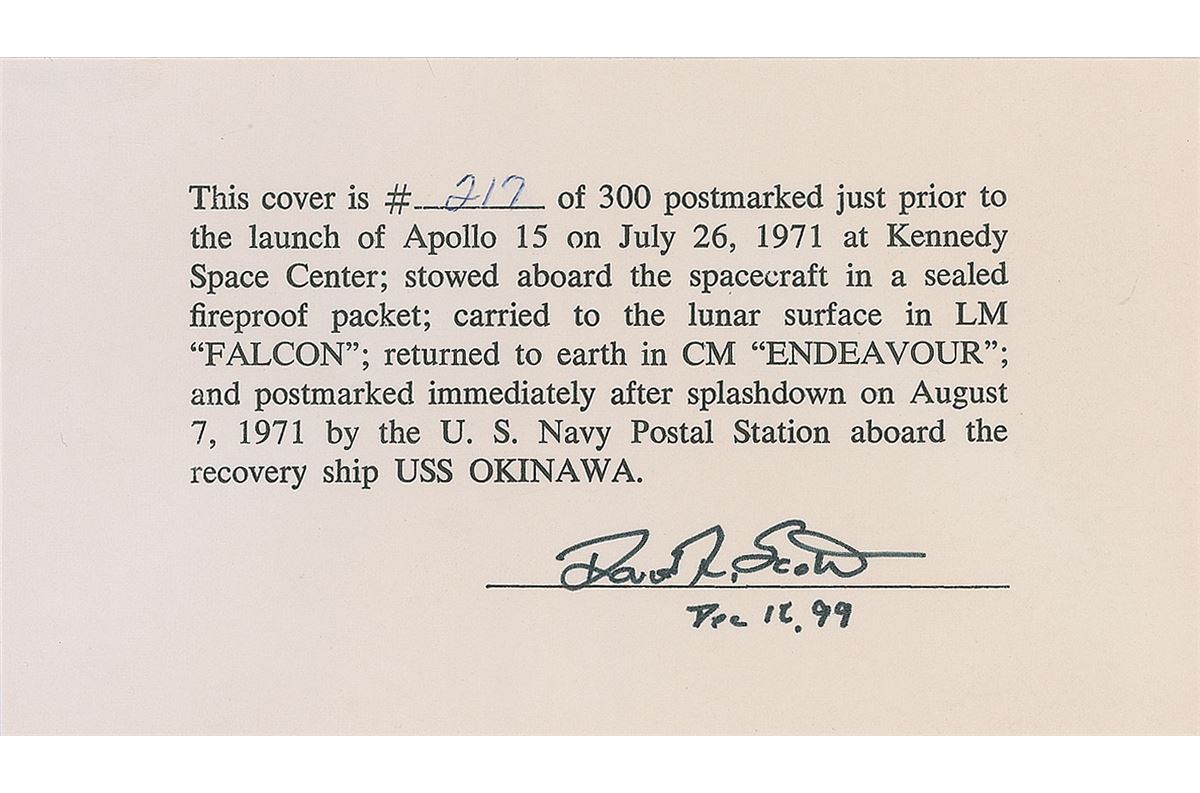 This cover is # 217 of 300 postmarked just prior to
the launch of Apollo 15 on July 26, 1971 at Kennedy
Space Center; stowed aboard the spacecraft in a sealed
fireproof packet; carried to the lunar surface in LM
“FALCON”; returned to earth in CM “ENDEAVOUR”;
and postmarked immediately after splashdown on August
7, 1971 by the U. S. Navy Postal Station aboard the
recovery ship USS OKINAWA.
David R. Scott
Dec 16, 99